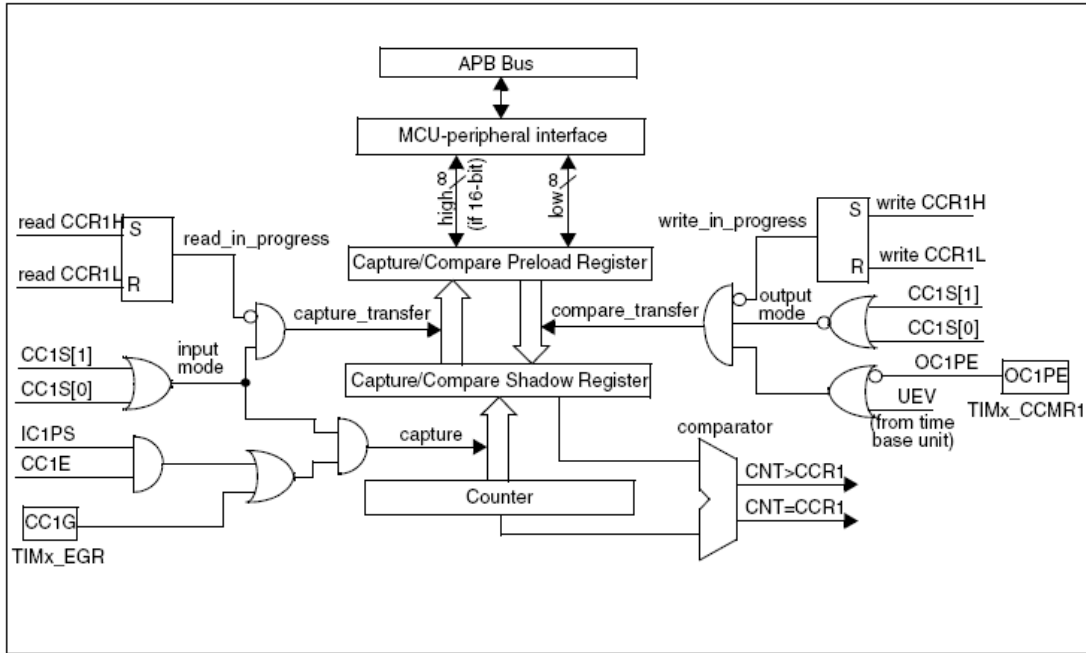 APB Bus
MCU-peripheral interface
8
high
(if 16-bit)
8
low
read CCR1H
S
read_in_progress
read CCR1L
R
write_in_progress
S
write CCR1H
R
write CCR1L
Capture/Compare Preload Register
CC1S[1]
output
mode
CC1S[0]
capture_transfer
compare_transfer
CC1S[1]
input
mode
CC1S[0]
Capture/Compare Shadow Register
OC1PE
OC1PE
UEV
TIMx_CCMR1
(from time
base unit)
IC1PS
CC1E
capture
comparator
CNT>CCR1
Counter
CNT=CCR1
CC1G
TIMx_EGR